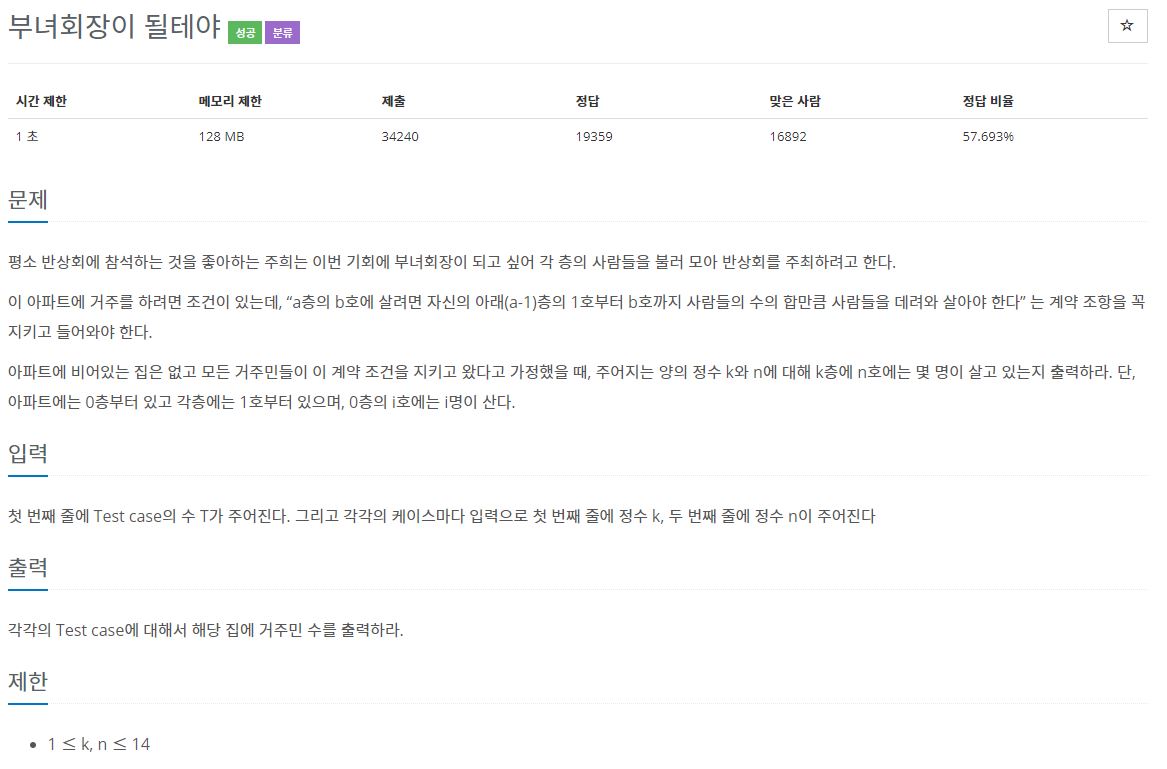 부녀회장이 될테야 성공 분류
☆
시간 제한 메모리 제한 제출 정답 맞은 사람 정답 비율
1 초 128 MB 34240 19359 16892 57.693%
문제
평소 반상회에 참석하는 것을 좋아하는 주희는 이번 기회에 부녀회장이 되고 싶어 각 층의 사람들을 불러 모아 반상회를 주최하려고 한다.
이 아파트에 거주를 하려면 조건이 있는데, “a층의 b호에 살려면 자신의 아래(a-1)층의 1호부터 b호까지 사람들의 수의 합만큼 사람들을 데려와 살아야 한다” 는 계약 조항을 꼭
지키고 들어와야 한다.
아파트에 비어있는 집은 없고 모든 거주민들이 이 계약 조건을 지키고 왔다고 가정했을 때, 주어지는 양의 정수 k와 n에 대해 k층에 n호에는 몇 명이 살고 있는지 출력하라. 단,
아파트에는 0층부터 있고 각층에는 1호부터 있으며, 0층의 i호에는 i명이 산다.
입력
첫 번째 줄에 Test case의 수 T가 주어진다. 그리고 각각의 케이스마다 입력으로 첫 번째 줄에 정수 k, 두 번째 줄에 정수 n이 주어진다
출력
각각의 Test case에 대해서 해당 집에 거주민 수를 출력하라.
제한
• 1 ≤ k, n ≤ 14